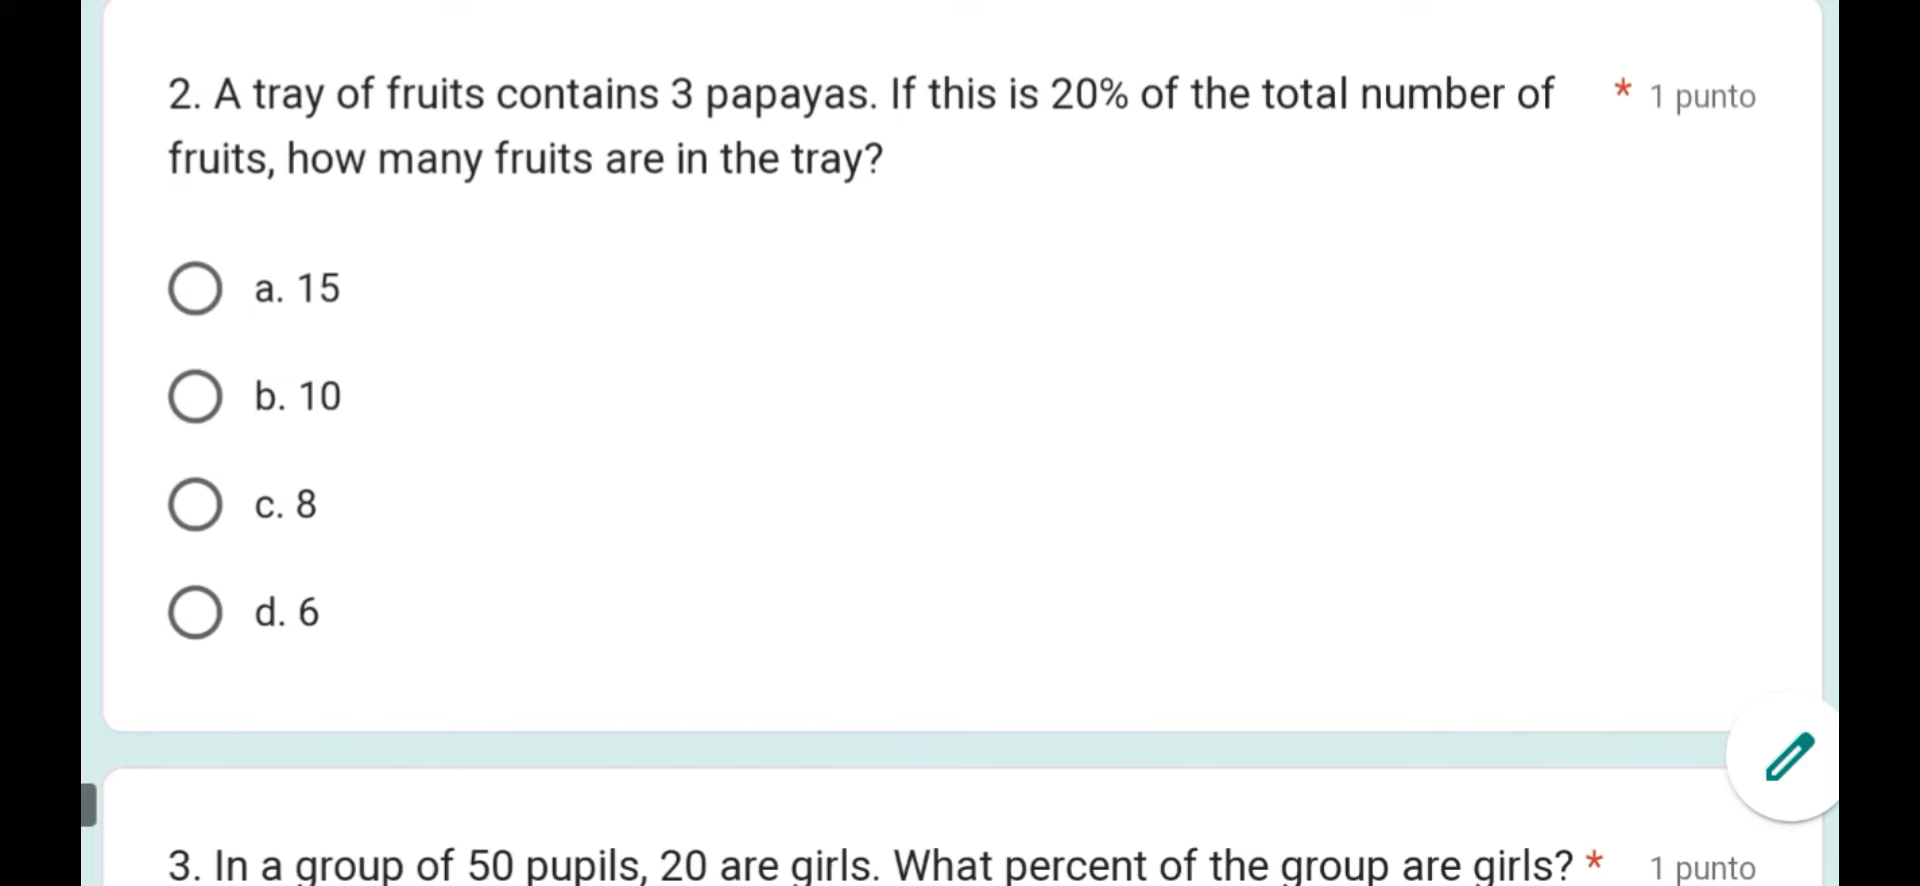 2. A tray of fruits contains 3 papayas. If this is 20% of the total number of * 1 punto
fruits, how many fruits are in the tray?
a. 15
b. 10
c. 8
d. 6
3. In a group of 50 pupils, 20 are girls. What percent of the group are girls? * 1 punto